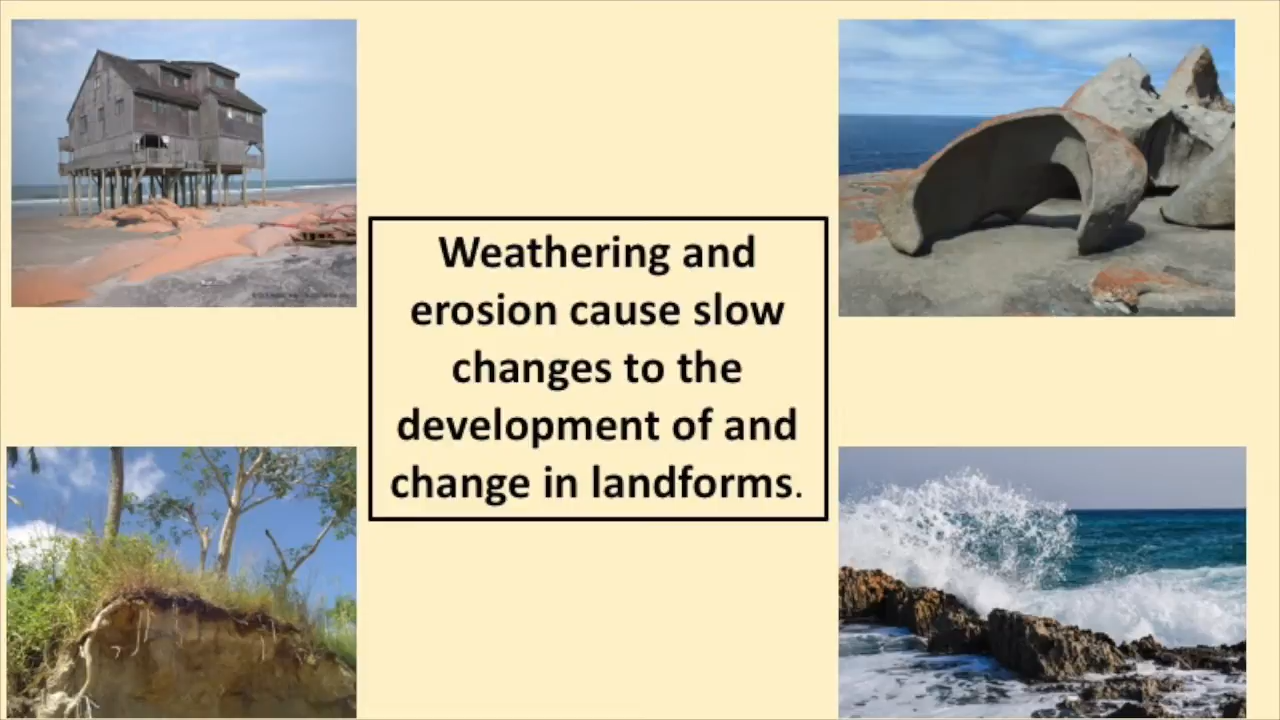 Weathering and
erosion cause slow
changes to the
development of and
change in landforms.